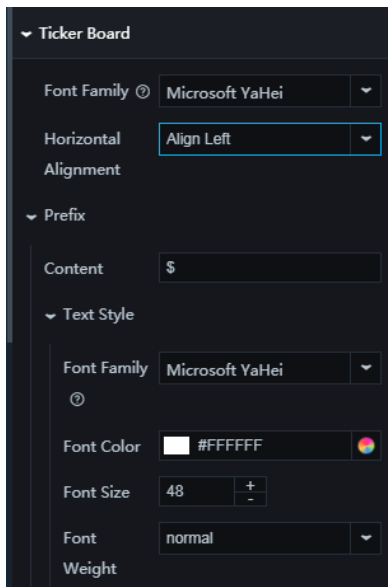 Ticker Board
Font Family Microsoft YaHei
Horizontal Alignment Align Left
Prefix
Content $
Text Style
Font Family Microsoft YaHei
Font Color #FFFFFF
Font Size 48 + -
Font Weight normal